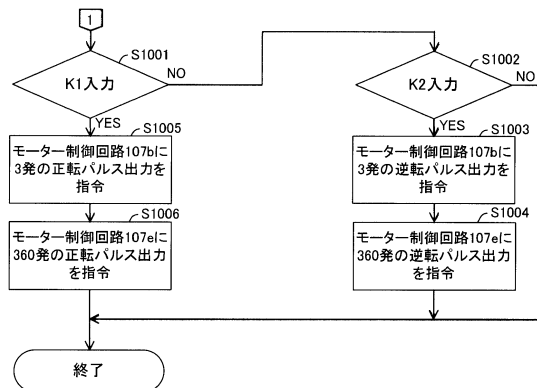 1
S1001
K1入力
NO
YES
S1002
K2入力
NO
YES
S1005
モーター制御回路107bに
3発の正転パルス出力を
指令
S1003
モーター制御回路107bに
3発の逆転パルス出力を
指令
S1006
モーター制御回路107eに
360発の正転パルス出力
を指令
S1004
モーター制御回路107eに
360発の逆転パルス出力
を指令
終了